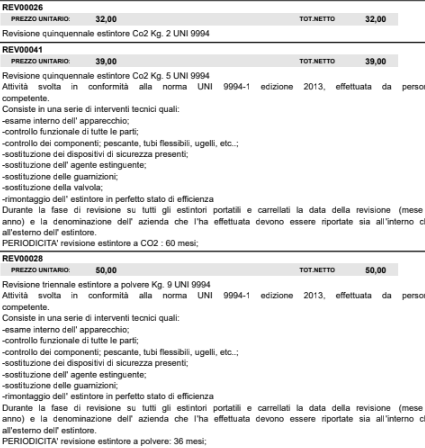 REV00026
PREZZO UNITARIO: 32,00 TOT.NETTO 32,00
Revisione quinquennale estintore Co2 Kg. 2 UNI 9994
REV00041
PREZZO UNITARIO: 39,00 TOT.NETTO 39,00
Revisione quinquennale estintore Co2 Kg. 5 UNI 9994
Attività svolta in conformità alla norma UNI 9994-1 edizione 2013, effettuata da person
competente.
Consiste in una serie di interventi tecnici quali:
-esame interno dell' apparecchio;
-controllo funzionale di tutte le parti;
-controllo dei componenti; pescante, tubi flessibili, ugelli, etc..;
-sostituzione dei dispositivi di sicurezza presenti;
-sostituzione dell' agente estinguente;
-sostituzione delle guarnizioni;
-sostituzione della valvola;
-rimontaggio dell' estintore in perfetto stato di efficienza
Durante la fase di revisione su tutti gli estintori portatili e carrellati la data della revisione (mese
anno) e la denominazione dell' azienda che l'ha effettuata devono essere riportate sia all'interno ch
all'esterno dell' estintore.
PERIODICITA' revisione estintore a CO2 : 60 mesi;
REV00028
PREZZO UNITARIO: 50,00 TOT.NETTO 50,00
Revisione triennale estintore a polvere Kg. 9 UNI 9994
Attività svolta in conformità alla norma UNI 9994-1 edizione 2013, effettuata da person
competente.
Consiste in una serie di interventi tecnici quali:
-esame interno dell' apparecchio;
-controllo funzionale di tutte le parti;
-controllo dei componenti; pescante, tubi flessibili, ugelli, etc..;
-sostituzione dei dispositivi di sicurezza presenti;
-sostituzione dell' agente estinguente;
-sostituzione delle guarnizioni;
-rimontaggio dell' estintore in perfetto stato di efficienza
Durante la fase di revisione su tutti gli estintori portatili e carrellati la data della revisione (mese
anno) e la denominazione dell' azienda che l'ha effettuata devono essere riportate sia all'interno ch
all'esterno dell' estintore.
PERIODICITA' revisione estintore a polvere: 36 mesi;